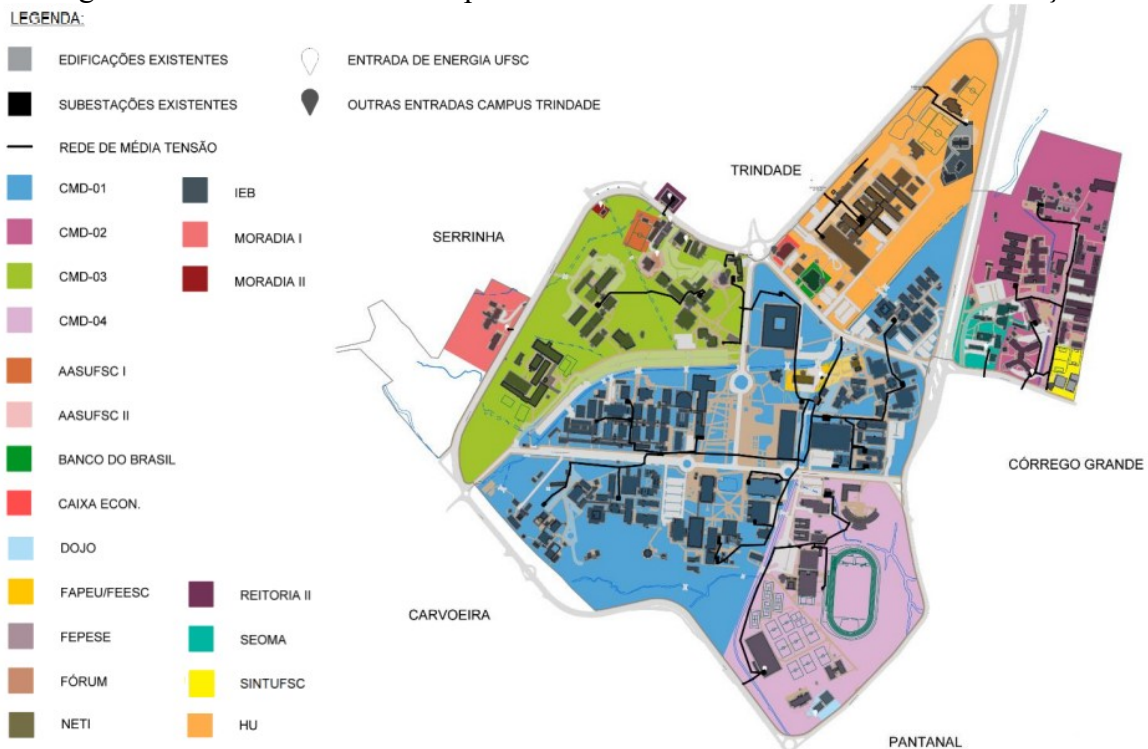 LEGENDA:
EDIFICAÇÕES EXISTENTES
SUBESTAÇÕES EXISTENTES
REDE DE MÉDIA TENSÃO
CMD-01
CMD-02
CMD-03
CMD-04
AASUFSC I
AASUFSC II
BANCO DO BRASIL
CAIXA ECON.
DOJO
FAPEU/FEESC
FEPESE
FÓRUM
NETI
IEB
MORADIA I
MORADIA II
REITORIA II
SEOMA
SINTUFSC
HU
ENTRADA DE ENERGIA UFSC
OUTRAS ENTRADAS CAMPUS TRINDADE
TRINDADE
SERRINHA
CÓRREGO GRANDE
CARVOEIRA
PANTANAL